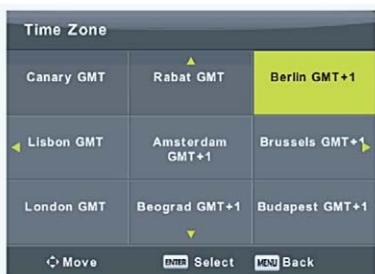 Time Zone
Canary GMT
Rabat GMT
Berlin GMT+1
Lisbon GMT
Amsterdam
GMT+1
Brussels GMT+1
London GMT
Beograd GMT+1
Budapest GMT+1
Move
ENTER Select
MENU Back